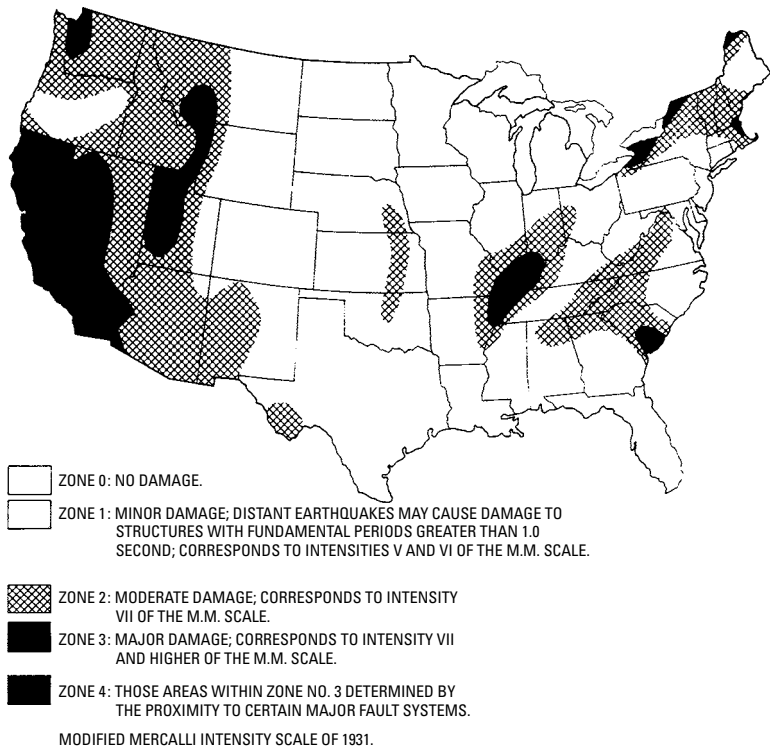 ZONE 0: NO DAMAGE.
ZONE 1: MINOR DAMAGE; DISTANT EARTHQUAKES MAY CAUSE DAMAGE TO
STRUCTURES WITH FUNDAMENTAL PERIODS GREATER THAN 1.0
SECOND; CORRESPONDS TO INTENSITIES V AND VI OF THE M.M. SCALE.
ZONE 2: MODERATE DAMAGE; CORRESPONDS TO INTENSITY
VII OF THE M.M. SCALE.
ZONE 3: MAJOR DAMAGE; CORRESPONDS TO INTENSITY VII
AND HIGHER OF THE M.M. SCALE.
ZONE 4: THOSE AREAS WITHIN ZONE NO. 3 DETERMINED BY
THE PROXIMITY TO CERTAIN MAJOR FAULT SYSTEMS.
MODIFIED MERCALLI INTENSITY SCALE OF 1931.